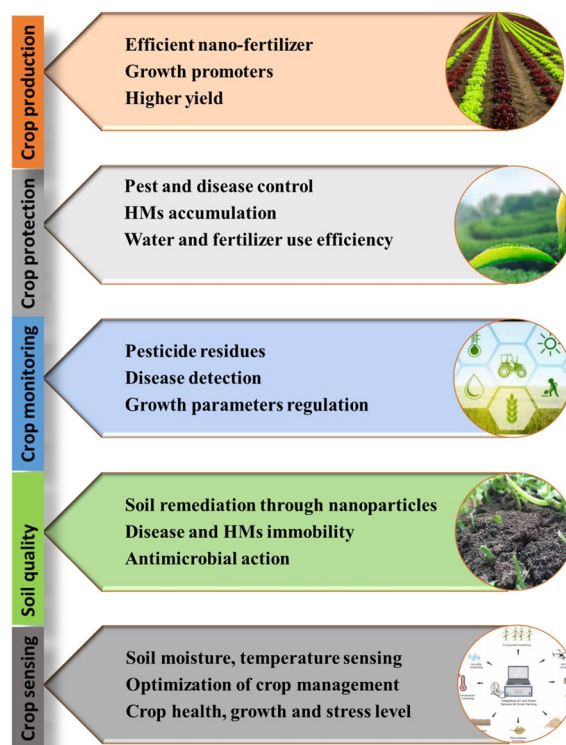 Crop production
Efficient nano-fertilizer
Growth promoters
Higher yield
Crop protection
Pest and disease control
HMs accumulation
Water and fertilizer use efficiency
Crop monitoring
Pesticide residues
Disease detection
Growth parameters regulation
Soil quality
Soil remediation through nanoparticles
Disease and HMs immobility
Antimicrobial action
Crop sensing
Soil moisture, temperature sensing
Optimization of crop management
Crop health, growth and stress level